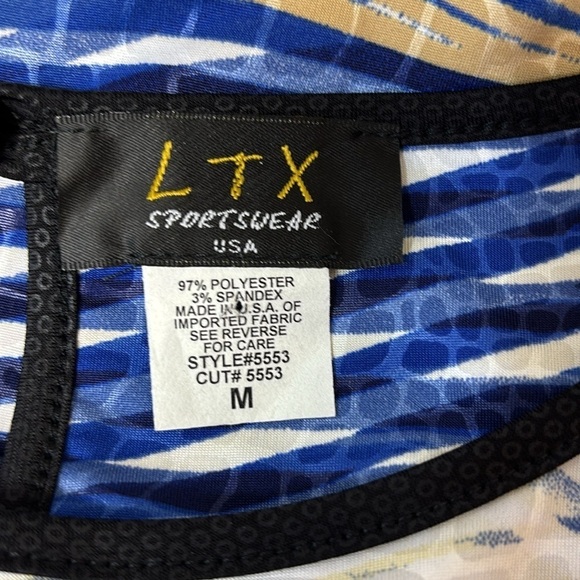 LTX
SPORTSWEAR
USA
97% POLYESTER
3% SPANDEX
MADE IN U.S.A. OF
IMPORTED FABRIC
SEE REVERSE
FOR CARE
STYLE#5553
CUT# 5553
M